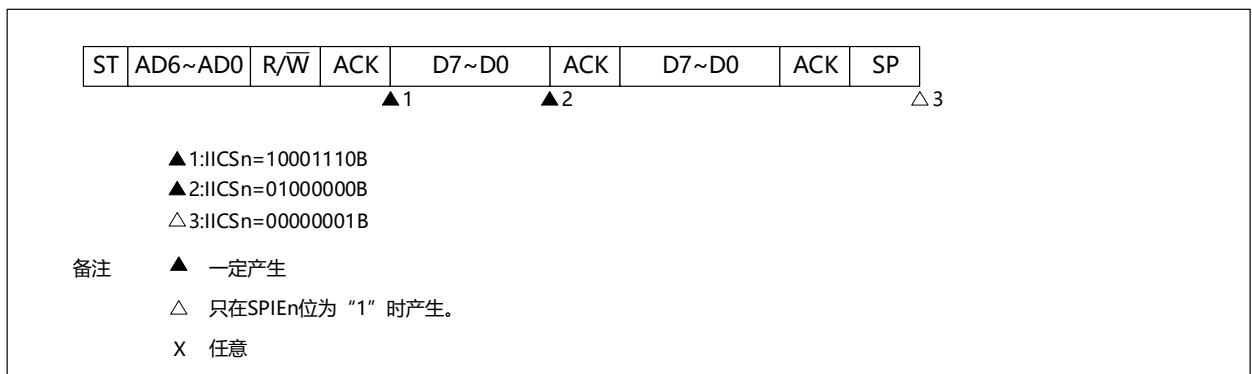 ST AD6~AD0 R/W̅ ACK D7~D0 ACK D7~D0 ACK SP
▲1 ▲2 △3
▲1:IICSn=10001110B
▲2:IICSn=01000000B
△3:IICSn=00000001B
备注 ▲ 一定产生
△ 只在SPIEn位为“1”时产生。
X 任意